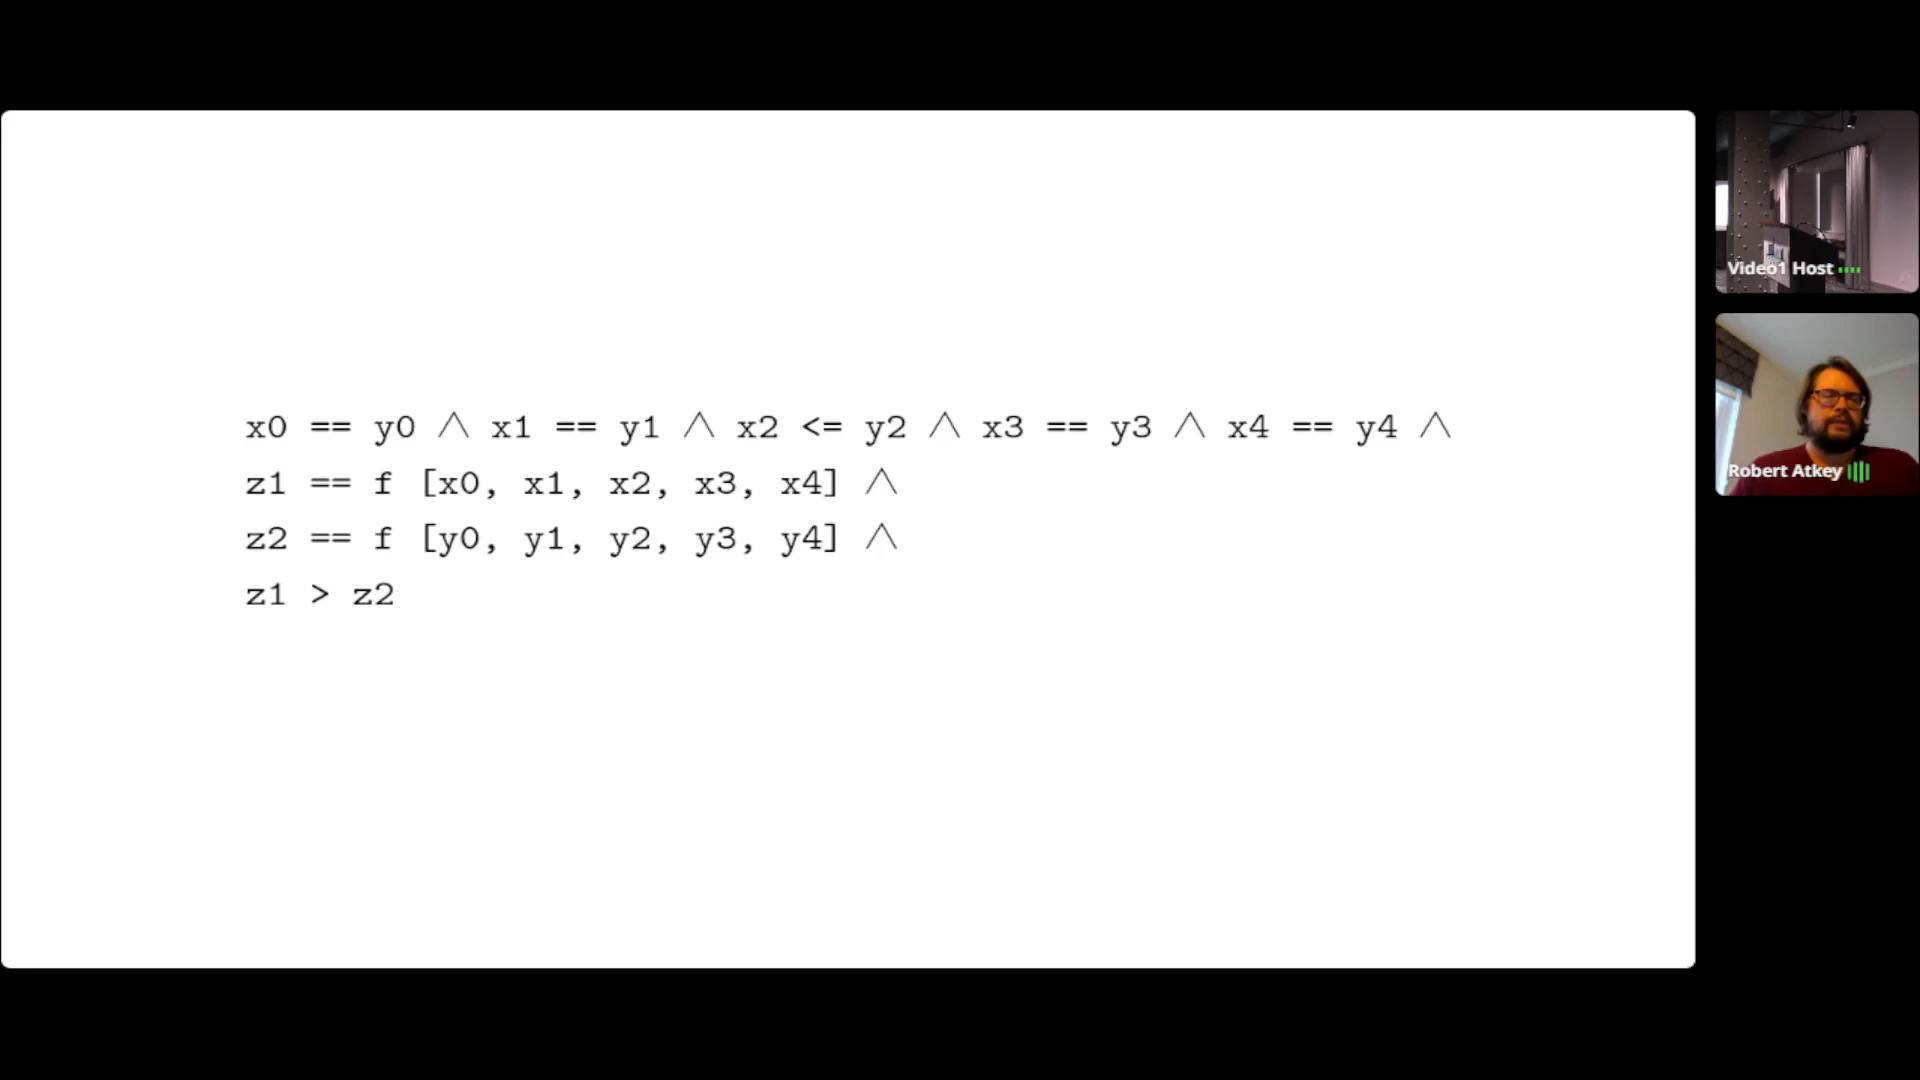 x0 == y0 ∧ x1 == y1 ∧ x2 <= y2 ∧ x3 == y3 ∧ x4 == y4 ∧
z1 == f [x0, x1, x2, x3, x4] ∧
z2 == f [y0, y1, y2, y3, y4] ∧
z1 > z2
Video1 Host
Robert Atkey